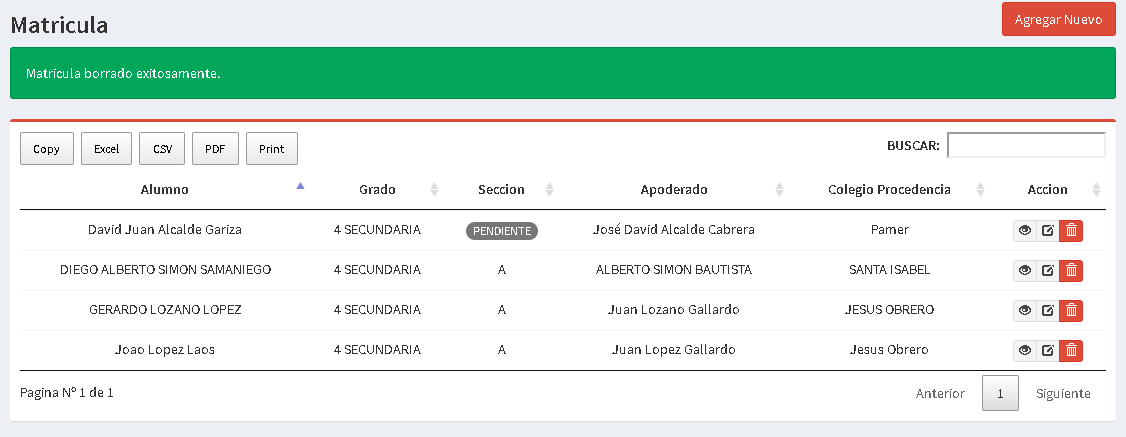 Matricula
Agregar Nuevo
Matricula borrado exitosamente.
Copy Excel CSV PDF Print
BUSCAR:
Alumno Grado Seccion Apoderado Colegio Procedencia Accion
David Juan Alcalde Gariza 4 SECUNDARIA PENDIENTE José David Alcalde Cabrera Pamer
DIEGO ALBERTO SIMON SAMANIEGO 4 SECUNDARIA A ALBERTO SIMON BAUTISTA SANTA ISABEL
GERARDO LOZANO LOPEZ 4 SECUNDARIA A Juan Lozano Gallardo JESUS OBRERO
Joao Lopez Laos 4 SECUNDARIA A Juan Lopez Gallardo Jesus Obrero
Pagina Nº 1 de 1
Anterior 1 Siguiente